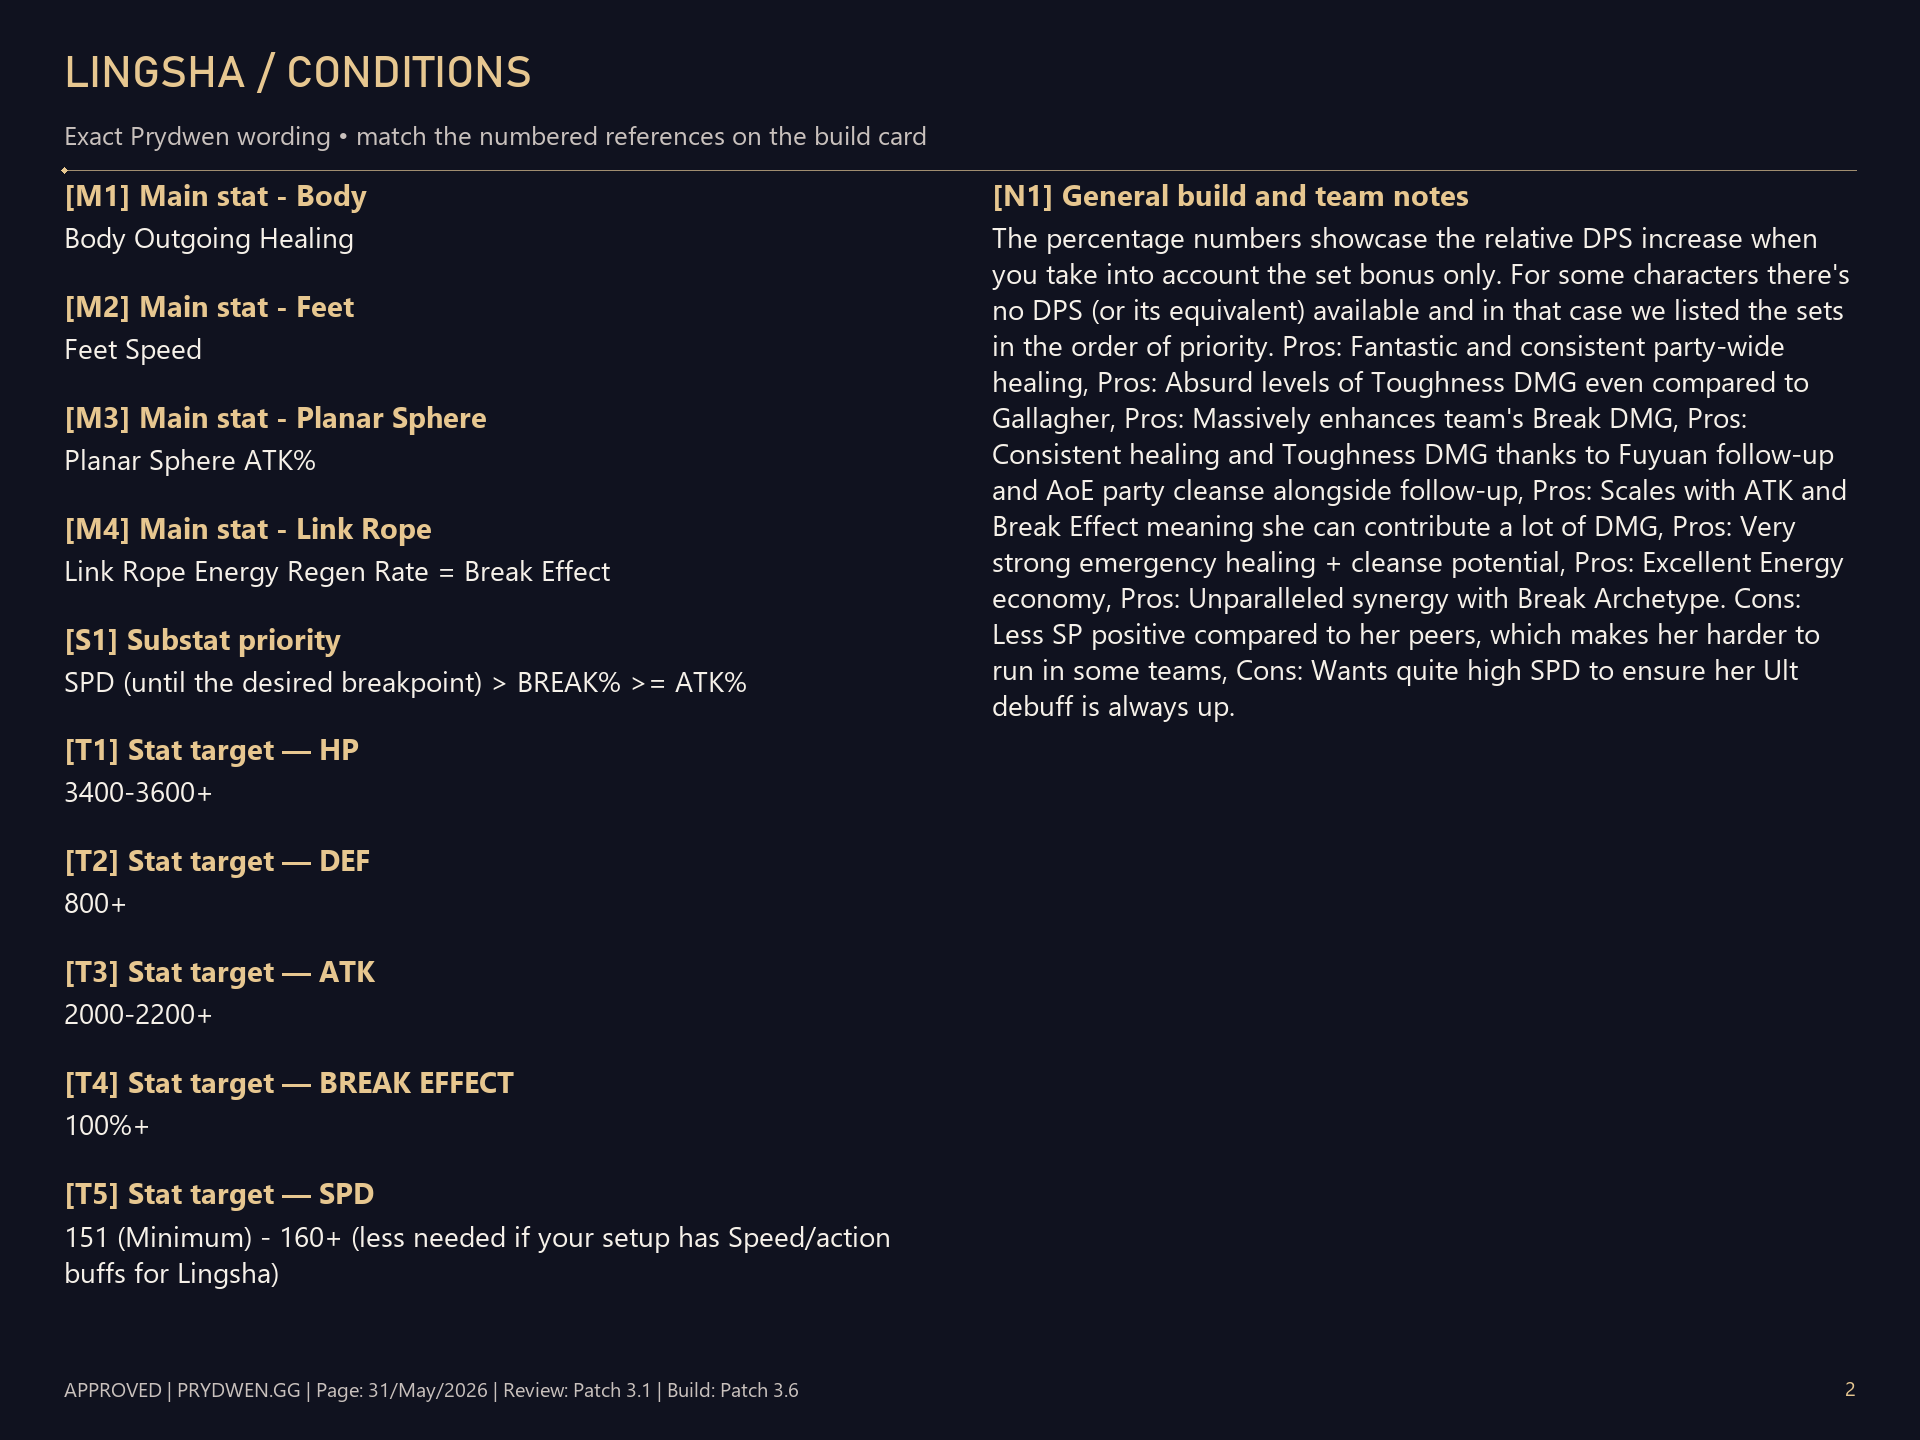 LINGSHA / CONDITIONS
Exact Prydwen wording • match the numbered references on the build card
[M1] Main stat - Body
Body Outgoing Healing
[M2] Main stat - Feet
Feet Speed
[M3] Main stat - Planar Sphere
Planar Sphere ATK%
[M4] Main stat - Link Rope
Link Rope Energy Regen Rate = Break Effect
[S1] Substat priority
SPD (until the desired breakpoint) > BREAK% >= ATK%
[T1] Stat target — HP
3400-3600+
[T2] Stat target — DEF
800+
[T3] Stat target — ATK
2000-2200+
[T4] Stat target — BREAK EFFECT
100%+
[T5] Stat target — SPD
151 (Minimum) - 160+ (less needed if your setup has Speed/action
buffs for Lingsha)
[N1] General build and team notes
The percentage numbers showcase the relative DPS increase when
you take into account the set bonus only. For some characters there's
no DPS (or its equivalent) available and in that case we listed the sets
in the order of priority. Pros: Fantastic and consistent party-wide
healing, Pros: Absurd levels of Toughness DMG even compared to
Gallagher, Pros: Massively enhances team's Break DMG, Pros:
Consistent healing and Toughness DMG thanks to Fuyuan follow-up
and AoE party cleanse alongside follow-up, Pros: Scales with ATK and
Break Effect meaning she can contribute a lot of DMG, Pros: Very
strong emergency healing + cleanse potential, Pros: Excellent Energy
economy, Pros: Unparalleled synergy with Break Archetype. Cons:
Less SP positive compared to her peers, which makes her harder to
run in some teams, Cons: Wants quite high SPD to ensure her Ult
debuff is always up.
APPROVED | PRYDWEN.GG | Page: 31/May/2026 | Review: Patch 3.1 | Build: Patch 3.6
2